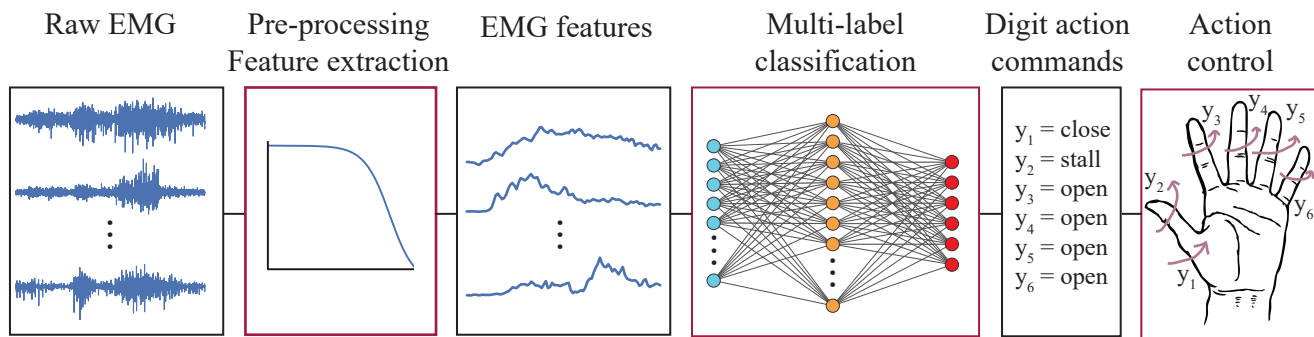 Raw EMG
Pre-processing
Feature extraction
EMG features
Multi-label
classification
Digit action
commands
Action
control
y₁ = close
y₂ = stall
y₃ = open
y₄ = open
y₅ = open
y₆ = open
y₃
y₄
y₅
y₂
y₆
y₁